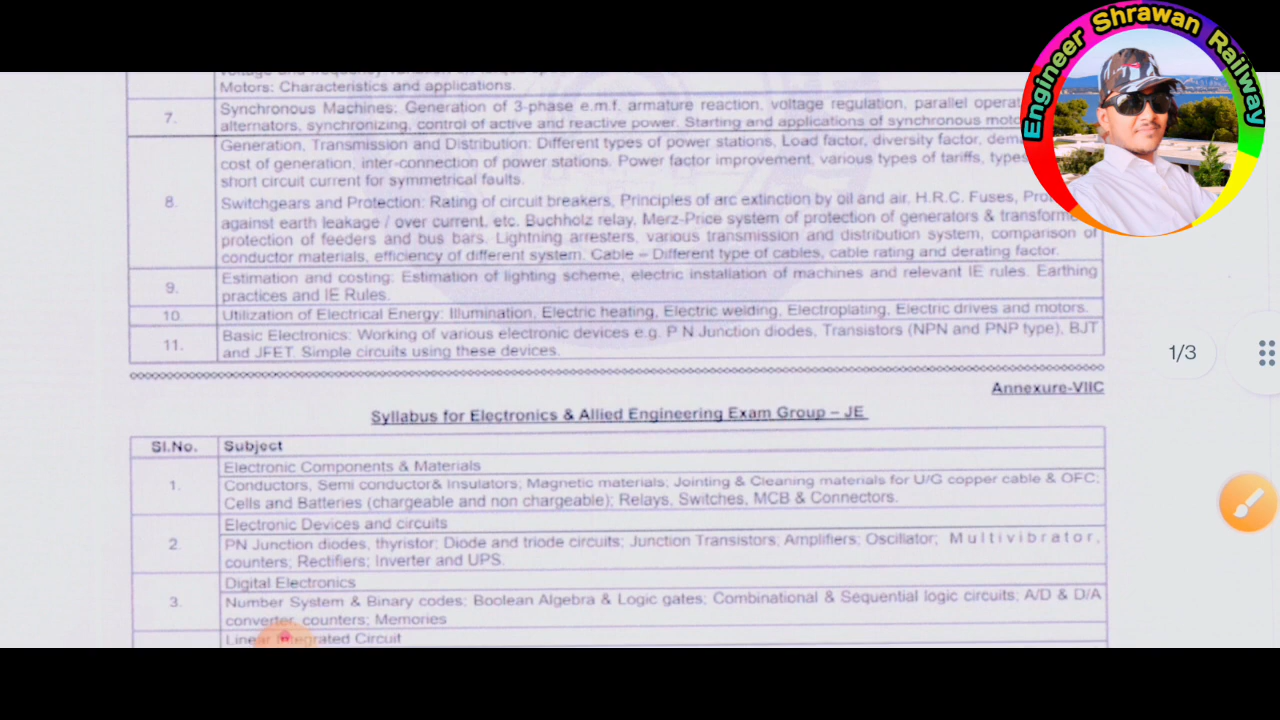 Engineer Shrawan Railway
Motors: Characteristics and applications.
7. Synchronous Machines: Generation of 3-phase e.m.f. armature reaction, voltage regulation, parallel
alternators, synchronizing, control of active and reactive power. Starting and applications of synchronous
8. Generation, Transmission and Distribution: Different types of power stations, Load factor, diversity factor,
cost of generation, inter-connection of power stations. Power factor improvement, various types of tariffs, types
short circuit current for symmetrical faults.
Switchgears and Protection: Rating of circuit breakers, Principles of arc extinction by oil and air, H.R.C. Fuses,
against earth leakage / over current, etc. Buchholz relay, Merz-Price system of protection of generators &
protection of feeders and bus bars. Lightning arresters, various transmission and distribution system, comparison of
conductor materials, efficiency of different system. Cable – Different type of cables, cable rating and derating factor.
9. Estimation and costing: Estimation of lighting scheme, electric installation of machines and relevant IE rules. Earthing
practices and IE Rules.
10. Utilization of Electrical Energy: Illumination, Electric heating, Electric welding, Electroplating, Electric drives and motors.
11. Basic Electronics: Working of various electronic devices e.g. P N Junction diodes, Transistors (NPN and PNP type), BJT
and JFET. Simple circuits using these devices.
1/3
Annexure-VIIC
Syllabus for Electronics & Allied Engineering Exam Group – JE
Sl.No. Subject
1. Electronic Components & Materials
Conductors, Semi conductor& Insulators; Magnetic materials; Jointing & Cleaning materials for U/G copper cable & OFC;
Cells and Batteries (chargeable and non chargeable); Relays, Switches, MCB & Connectors.
2. Electronic Devices and circuits
PN Junction diodes, thyristor; Diode and triode circuits; Junction Transistors; Amplifiers; Oscillator; Multivibrator,
counters; Rectifiers; Inverter and UPS.
3. Digital Electronics
Number System & Binary codes; Boolean Algebra & Logic gates; Combinational & Sequential logic circuits; A/D & D/A
converter, counters; Memories
Linear Integrated Circuit